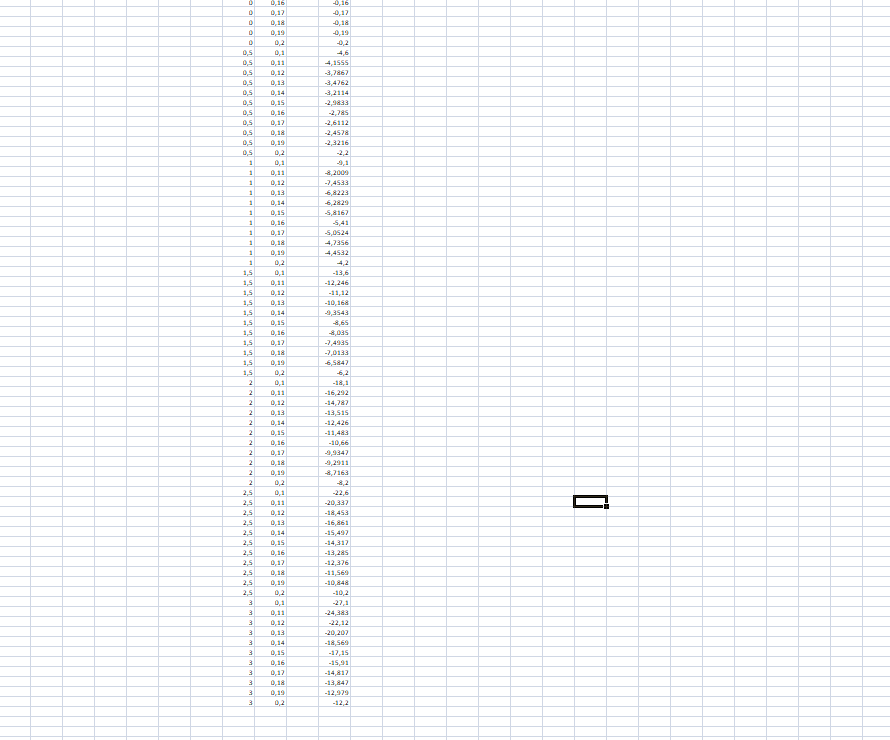 0 0,16 -0,16
0 0,17 -0,17
0 0,18 -0,18
0 0,19 -0,19
0 0,2 -0,2
0,5 0,1 -4,6
0,5 0,11 -4,1555
0,5 0,12 -3,7867
0,5 0,13 -3,4762
0,5 0,14 -3,2114
0,5 0,15 -2,9833
0,5 0,16 -2,785
0,5 0,17 -2,6112
0,5 0,18 -2,4578
0,5 0,19 -2,3216
0,5 0,2 -2,2
1 0,1 -9,1
1 0,11 -8,2009
1 0,12 -7,4533
1 0,13 -6,8223
1 0,14 -6,2829
1 0,15 -5,8167
1 0,16 -5,41
1 0,17 -5,0524
1 0,18 -4,7356
1 0,19 -4,4532
1 0,2 -4,2
1,5 0,1 -13,6
1,5 0,11 -12,246
1,5 0,12 -11,12
1,5 0,13 -10,168
1,5 0,14 -9,3543
1,5 0,15 -8,65
1,5 0,16 -8,035
1,5 0,17 -7,4935
1,5 0,18 -7,0133
1,5 0,19 -6,5847
1,5 0,2 -6,2
2 0,1 -18,1
2 0,11 -16,292
2 0,12 -14,787
2 0,13 -13,515
2 0,14 -12,426
2 0,15 -11,483
2 0,16 -10,66
2 0,17 -9,9347
2 0,18 -9,2911
2 0,19 -8,7163
2 0,2 -8,2
2,5 0,1 -22,6
2,5 0,11 -20,337
2,5 0,12 -18,453
2,5 0,13 -16,861
2,5 0,14 -15,497
2,5 0,15 -14,317
2,5 0,16 -13,285
2,5 0,17 -12,376
2,5 0,18 -11,569
2,5 0,19 -10,848
2,5 0,2 -10,2
3 0,1 -27,1
3 0,11 -24,383
3 0,12 -22,12
3 0,13 -20,207
3 0,14 -18,569
3 0,15 -17,15
3 0,16 -15,91
3 0,17 -14,817
3 0,18 -13,847
3 0,19 -12,979
3 0,2 -12,2